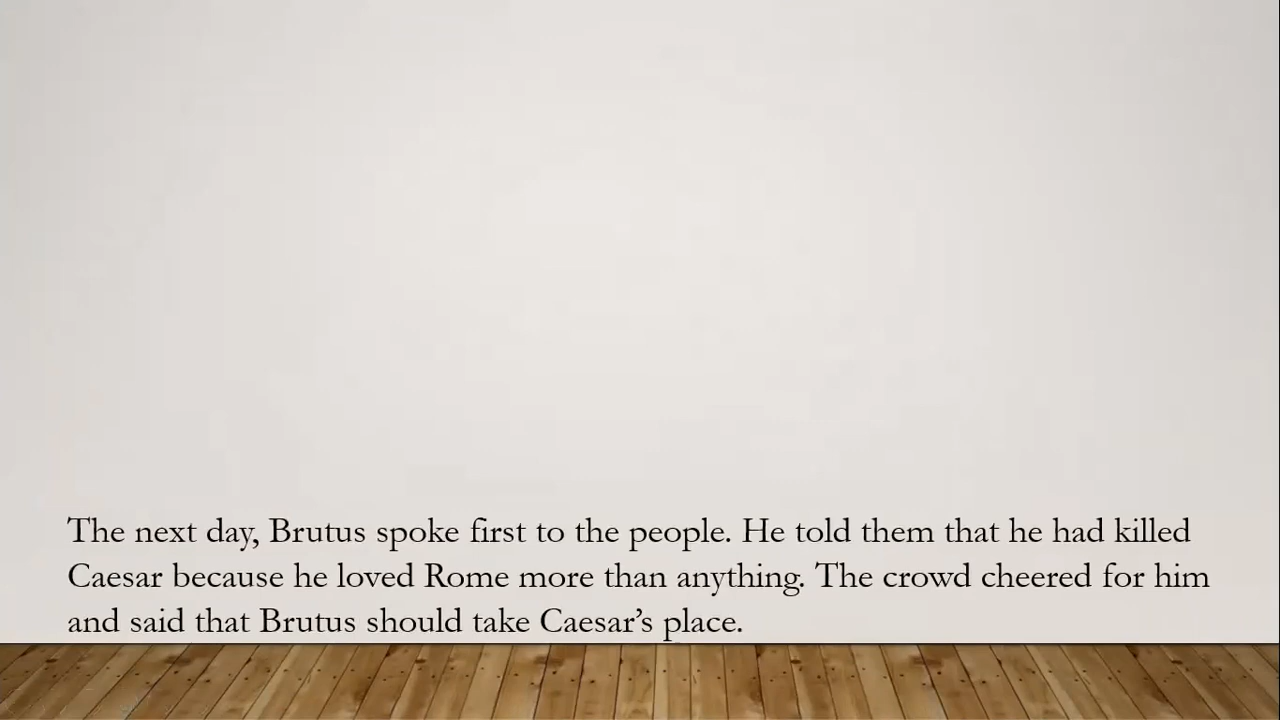 The next day, Brutus spoke first to the people. He told them that he had killed
Caesar because he loved Rome more than anything. The crowd cheered for him
and said that Brutus should take Caesar’s place.